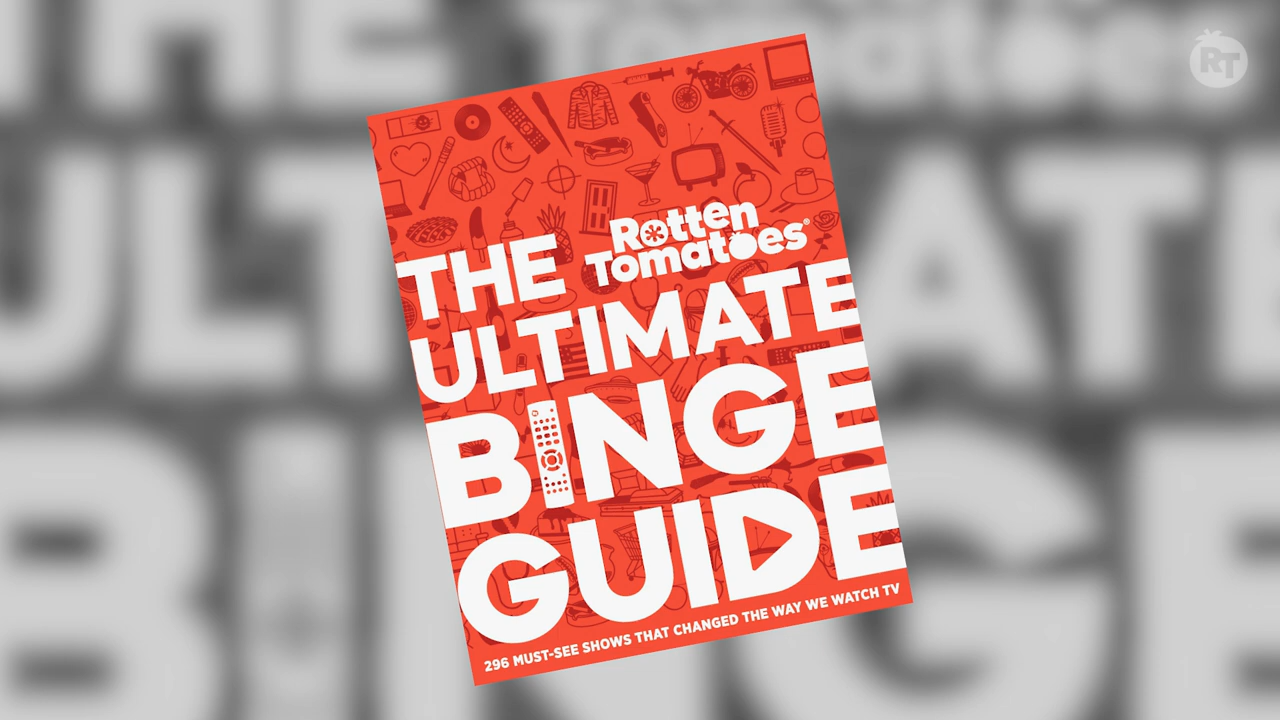 RT
Rotten
Tomatoes®
THE
ULTIMATE
BINGE
GUIDE
296 MUST-SEE SHOWS THAT CHANGED THE WAY WE WATCH TV